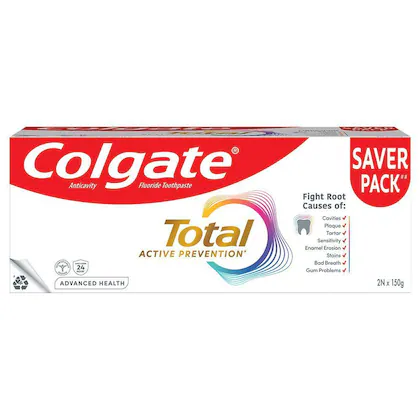 Colgate®
Anticavity Fluoride Toothpaste
SAVER
PACK##
Fight Root
Causes of:
Cavities
Plaque
Tartar
Sensitivity
Enamel Erosion
Stains
Bad Breath
Gum Problems
Total
ACTIVE PREVENTION*
24
ADVANCED HEALTH
2N x 150g